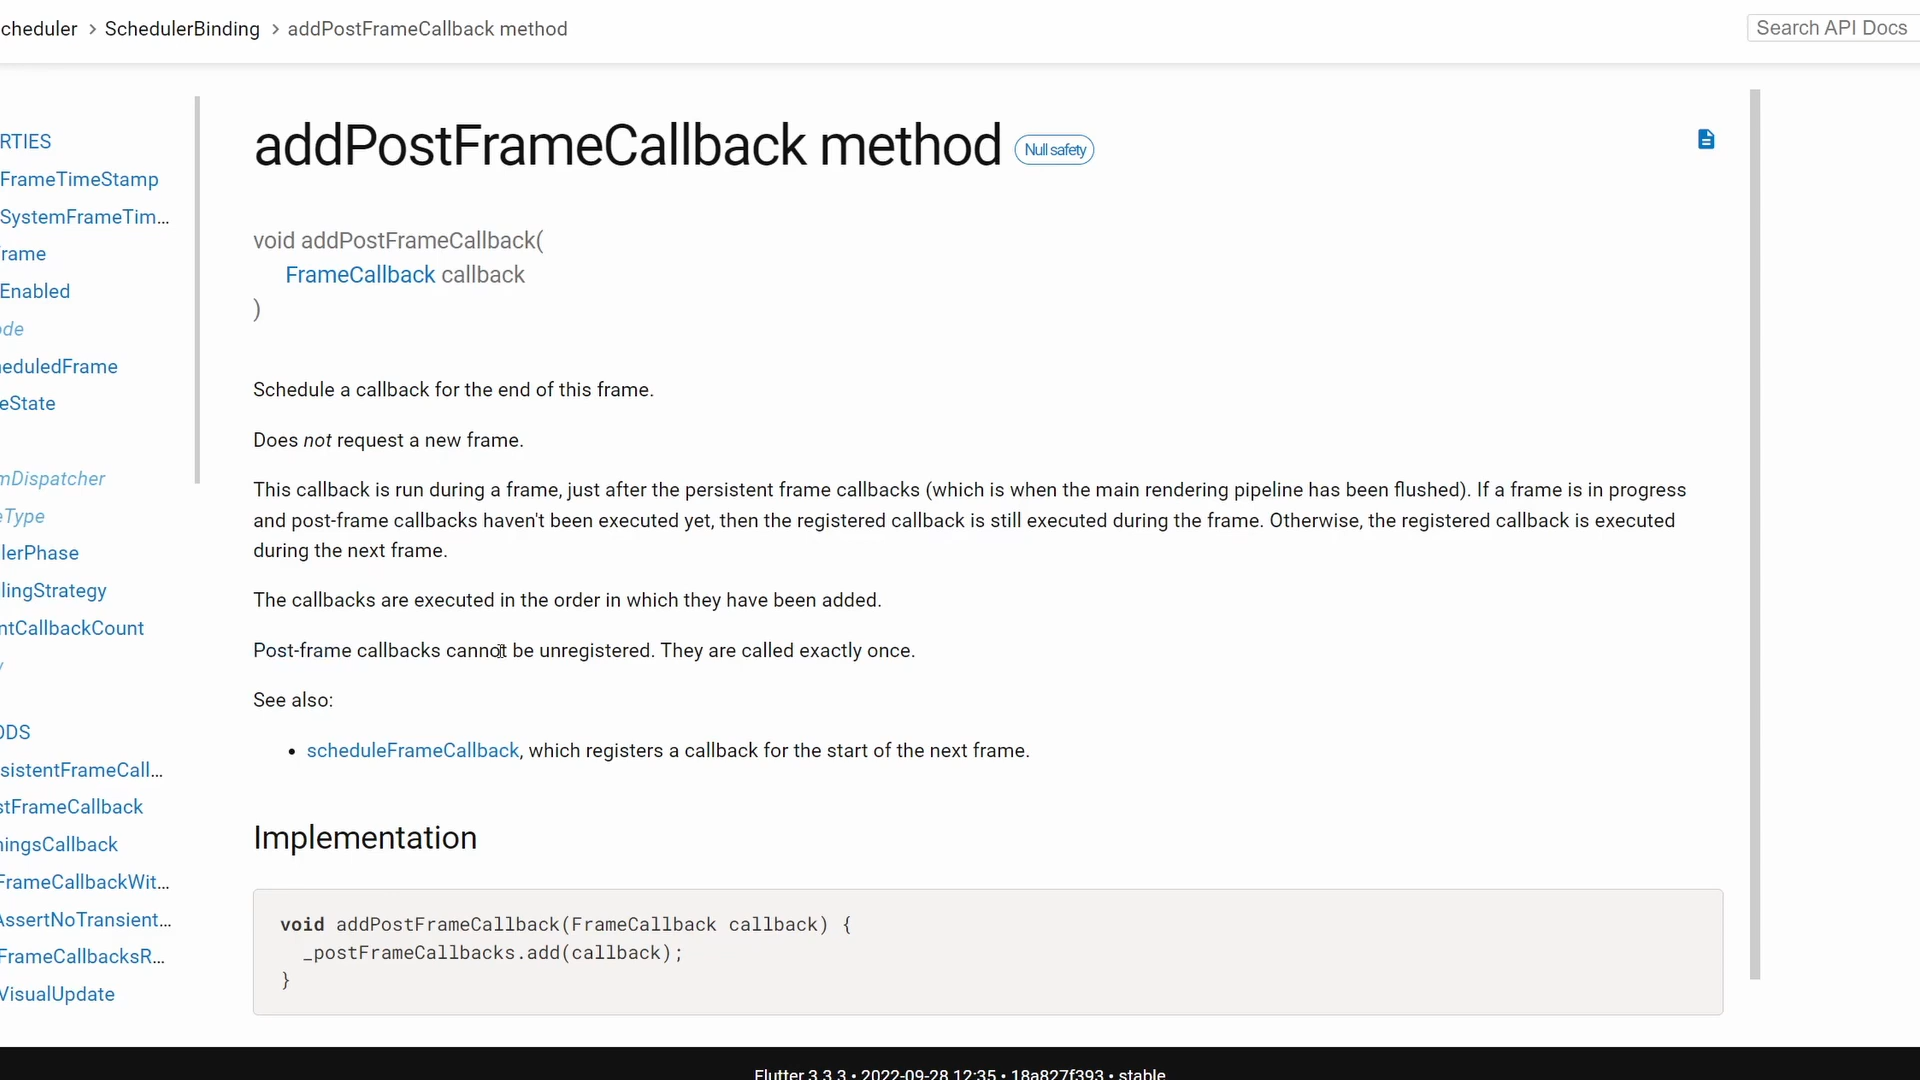 cheduler > SchedulerBinding > addPostFrameCallback method
Search API Docs
RTIES
FrameTimeStamp
SystemFrameTim...
rame
Enabled
ode
eduledFrame
eState
mDispatcher
eType
lerPhase
lingStrategy
ntCallbackCount
y
ODS
sistentFrameCall...
stFrameCallback
ningsCallback
FrameCallbackWit...
AssertNoTransient...
FrameCallbacksR...
VisualUpdate
addPostFrameCallback method Null safety
void addPostFrameCallback(
FrameCallback callback
)
Schedule a callback for the end of this frame.
Does not request a new frame.
This callback is run during a frame, just after the persistent frame callbacks (which is when the main rendering pipeline has been flushed). If a frame is in progress
and post-frame callbacks haven't been executed yet, then the registered callback is still executed during the frame. Otherwise, the registered callback is executed
during the next frame.
The callbacks are executed in the order in which they have been added.
Post-frame callbacks cannot be unregistered. They are called exactly once.
See also:
• scheduleFrameCallback, which registers a callback for the start of the next frame.
Implementation
void addPostFrameCallback(FrameCallback callback) {
_postFrameCallbacks.add(callback);
}
Flutter 3.3.3 • 2022-09-28 12:35 • 18a827f393 • stable